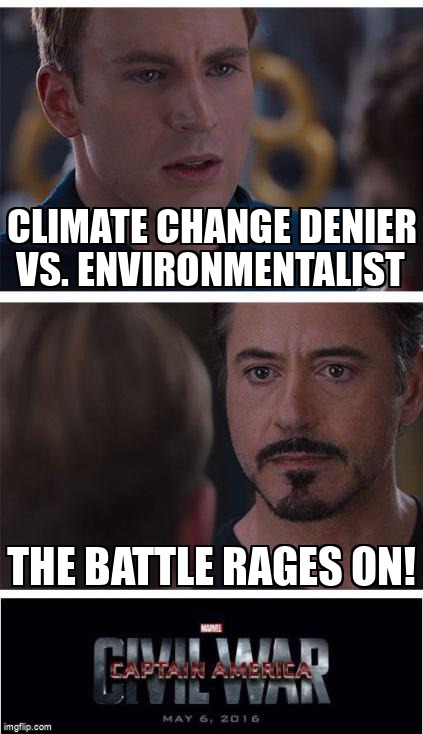 CLIMATE CHANGE DENIER
VS. ENVIRONMENTALIST
THE BATTLE RAGES ON!
MARVEL
CIVIL WAR
CAPTAIN AMERICA
MAY 6, 2016
imgflip.com